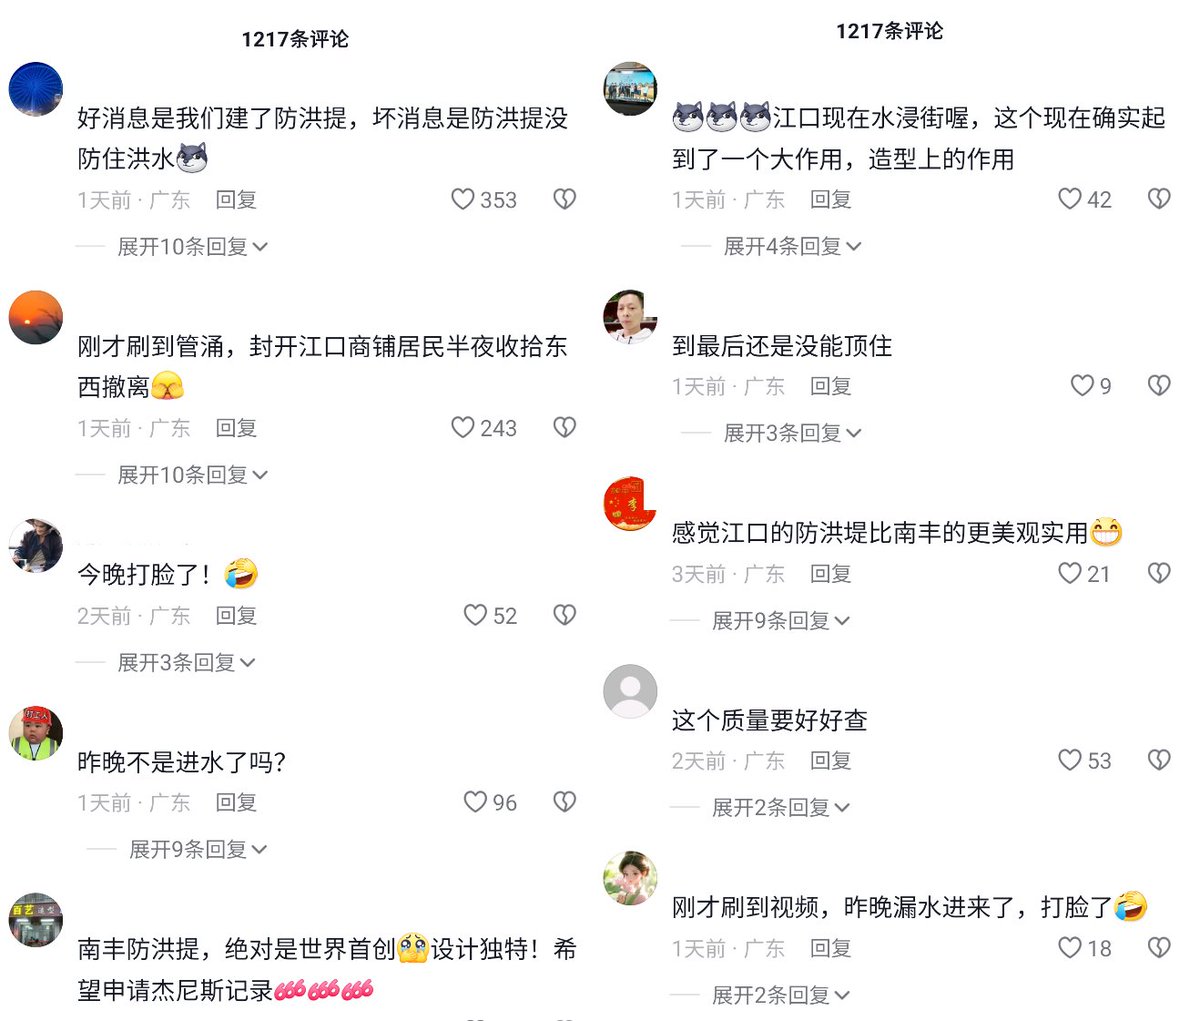 1217条评论
好消息是我们建了防洪提，坏消息是防洪提没
防住洪水
1天前 · 广东 回复 353
展开10条回复
刚才刷到管涌，封开江口商铺居民半夜收拾东
西撤离
1天前 · 广东 回复 243
展开10条回复
今晚打脸了！
2天前 · 广东 回复 52
展开3条回复
昨晚不是进水了吗？
1天前 · 广东 回复 96
展开9条回复
南丰防洪提，绝对是世界首创设计独特！希
望申请杰尼斯记录
1217条评论
江口现在水浸街喔，这个现在确实起
到了一个大作用，造型上的作用
1天前 · 广东 回复 42
展开4条回复
到最后还是没能顶住
1天前 · 广东 回复 9
展开3条回复
感觉江口的防洪堤比南丰的更美观实用
3天前 · 广东 回复 21
展开9条回复
这个质量要好好查
2天前 · 广东 回复 53
展开2条回复
刚才刷到视频，昨晚漏水进来了，打脸了
1天前 · 广东 回复 18
展开2条回复